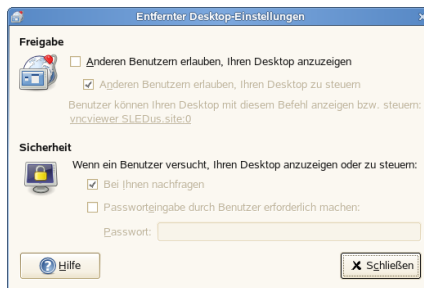 Entfernter Desktop-Einstellungen
Freigabe
Anderen Benutzern erlauben, Ihren Desktop anzuzeigen
Anderen Benutzern erlauben, Ihren Desktop zu steuern
Benutzer können Ihren Desktop mit diesem Befehl anzeigen bzw. steuern:
vncviewer SLEDus.site:0
Sicherheit
Wenn ein Benutzer versucht, Ihren Desktop anzuzeigen oder zu steuern:
Bei Ihnen nachfragen
Passworteingabe durch Benutzer erforderlich machen:
Passwort:
Hilfe
Schließen